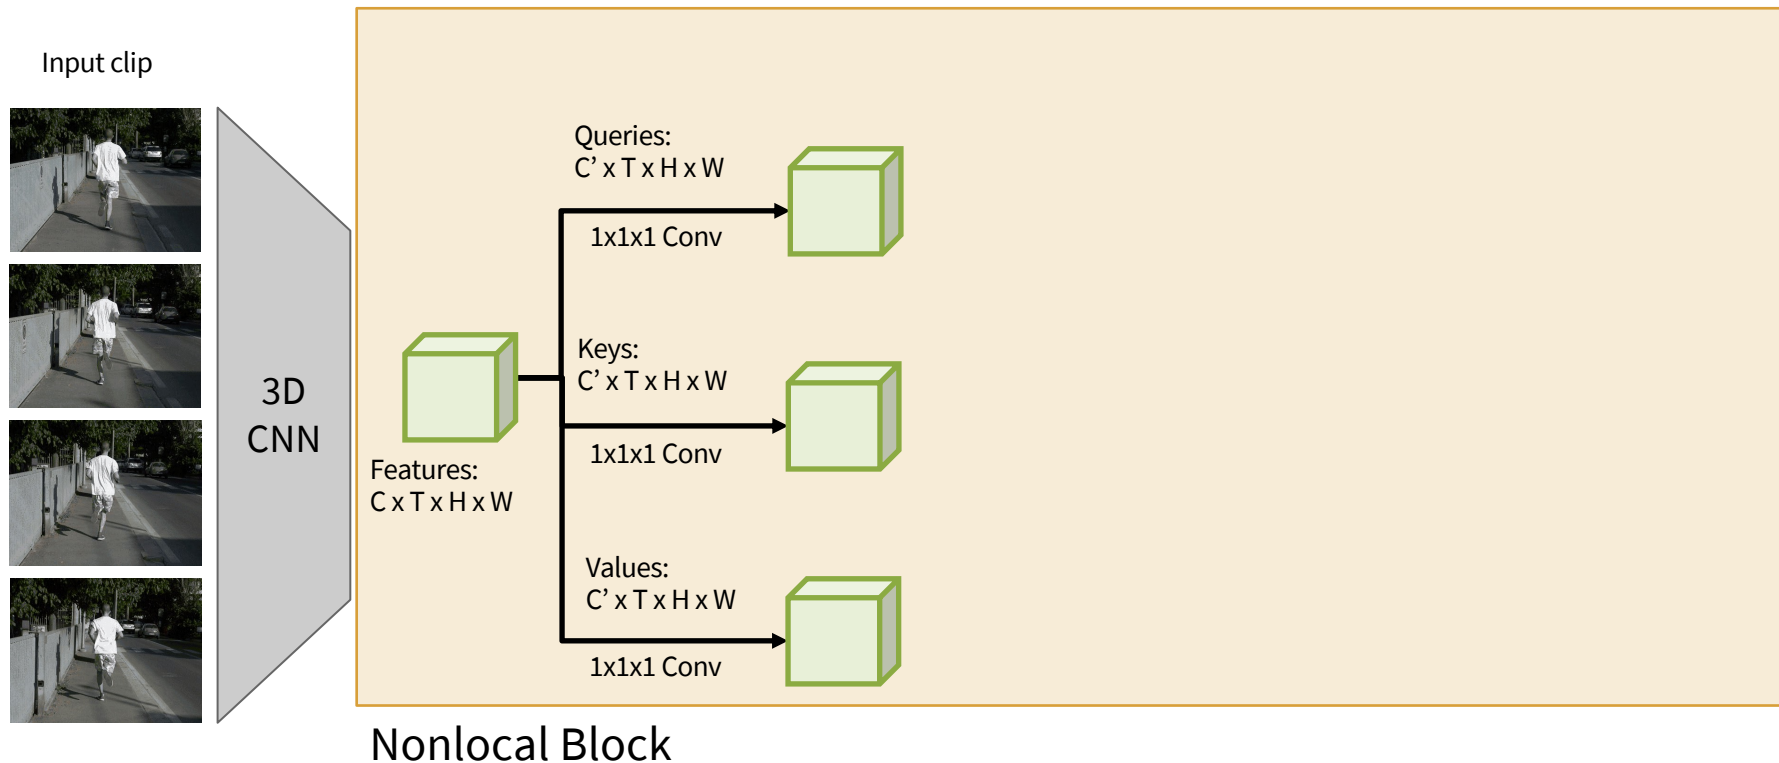 Input clip
3D
CNN
Features:
C x T x H x W
Queries:
C’ x T x H x W
1x1x1 Conv
Keys:
C’ x T x H x W
1x1x1 Conv
Values:
C’ x T x H x W
1x1x1 Conv
Nonlocal Block